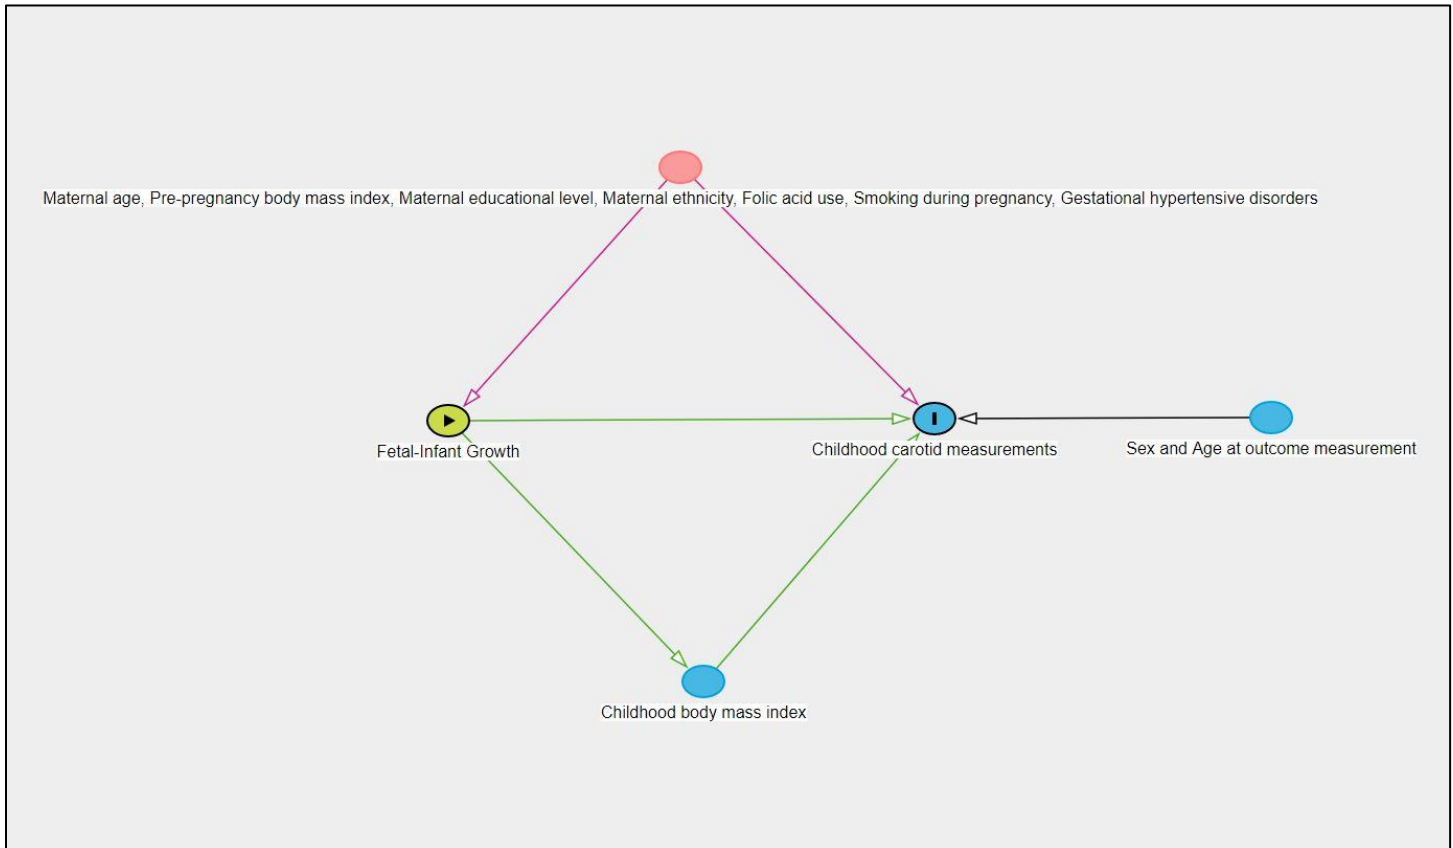 Maternal age, Pre-pregnancy body mass index, Maternal educational level, Maternal ethnicity, Folic acid use, Smoking during pregnancy, Gestational hypertensive disorders
Fetal-Infant Growth
Childhood carotid measurements
Sex and Age at outcome measurement
Childhood body mass index